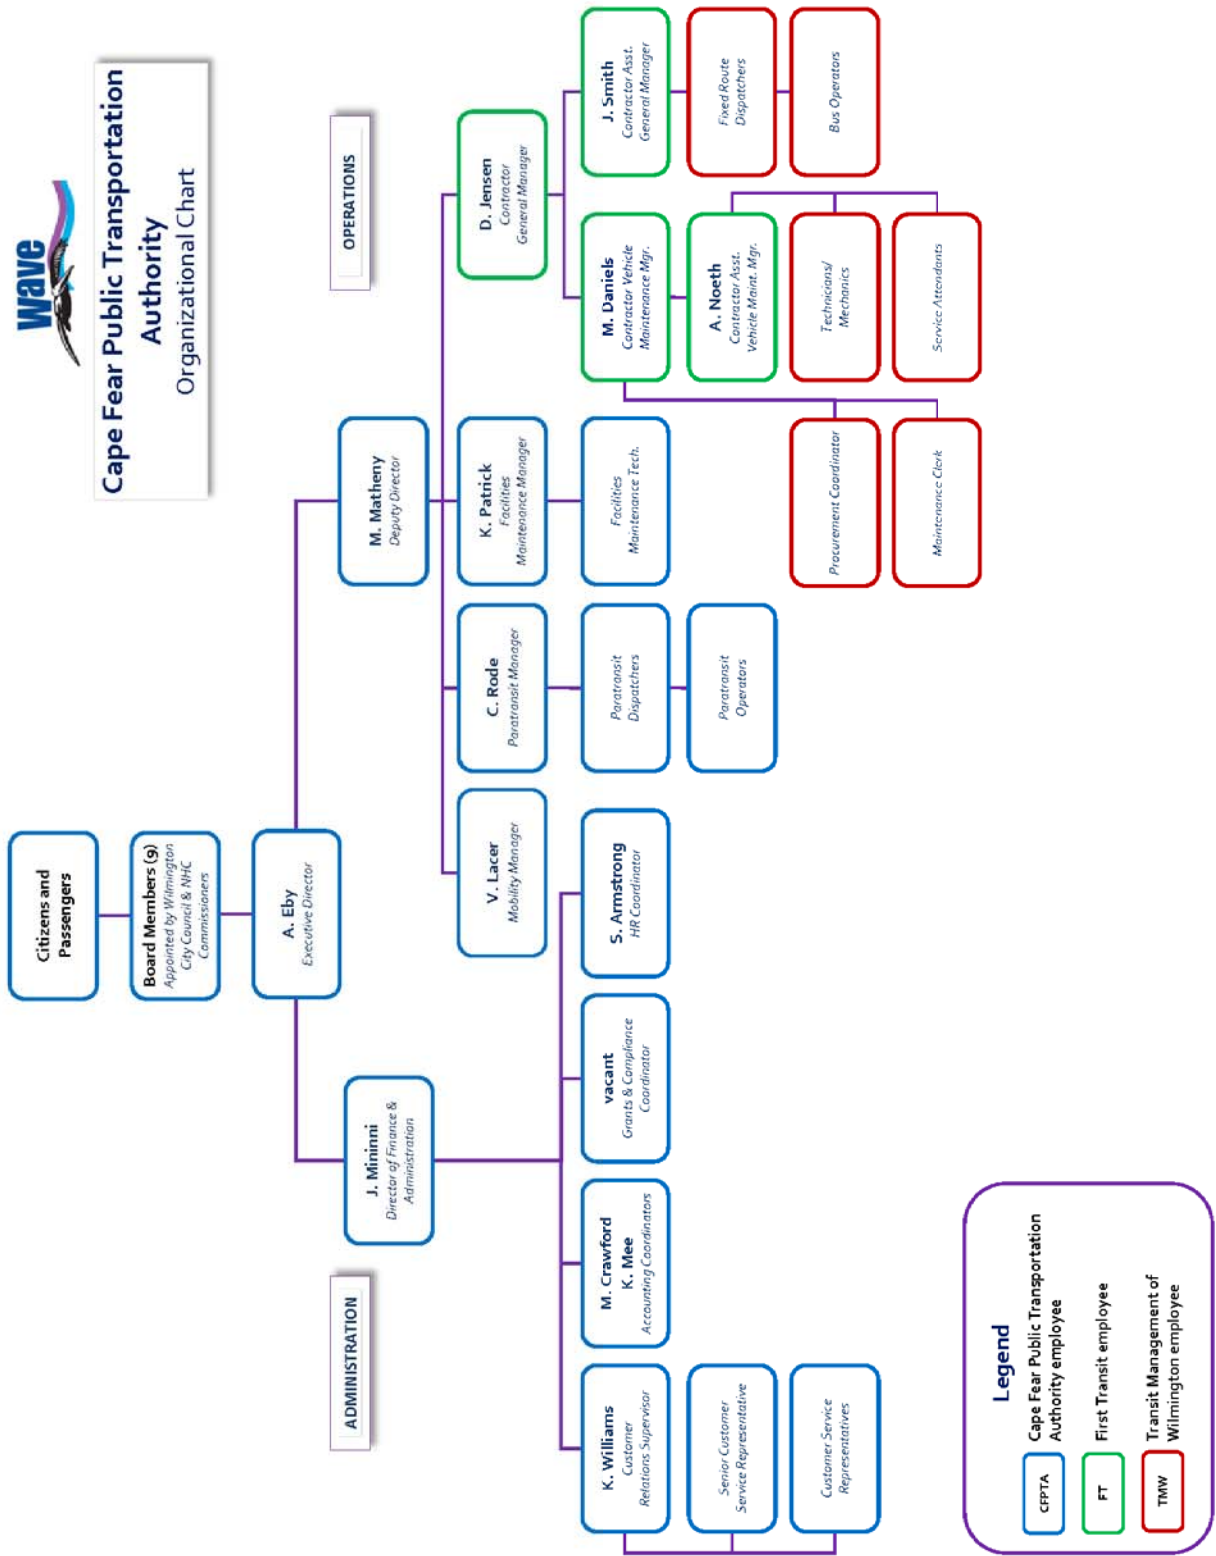 wave
Cape Fear Public Transportation
Authority
Organizational Chart
Citizens and
Passengers
Board Members (9)
Appointed by Wilmington
City Council & NHC
Commissioners
A. Eby
Executive Director
ADMINISTRATION
J. Mininni
Director of Finance &
Administration
K. Williams
Customer
Relations Supervisor
Senior Customer
Service Representative
Customer Service
Representatives
M. Crawford
K. Mee
Accounting Coordinators
vacant
Grants & Compliance
Coordinator
S. Armstrong
HR Coordinator
OPERATIONS
M. Matheny
Deputy Director
V. Lacer
Mobility Manager
C. Rode
Paratransit Manager
Paratransit
Dispatchers
Paratransit
Operators
K. Patrick
Facilities
Maintenance Manager
Facilities
Maintenance Tech.
D. Jensen
Contractor
General Manager
M. Daniels
Contractor Vehicle
Maintenance Mgr.
A. Noeth
Contractor Asst.
Vehicle Maint. Mgr.
Technicians/
Mechanics
Service Attendants
Procurement Coordinator
Maintenance Clerk
J. Smith
Contractor Asst.
General Manager
Fixed Route
Dispatchers
Bus Operators
Legend
CFPTA
Cape Fear Public Transportation
Authority employee
FT
First Transit employee
TMW
Transit Management of
Wilmington employee